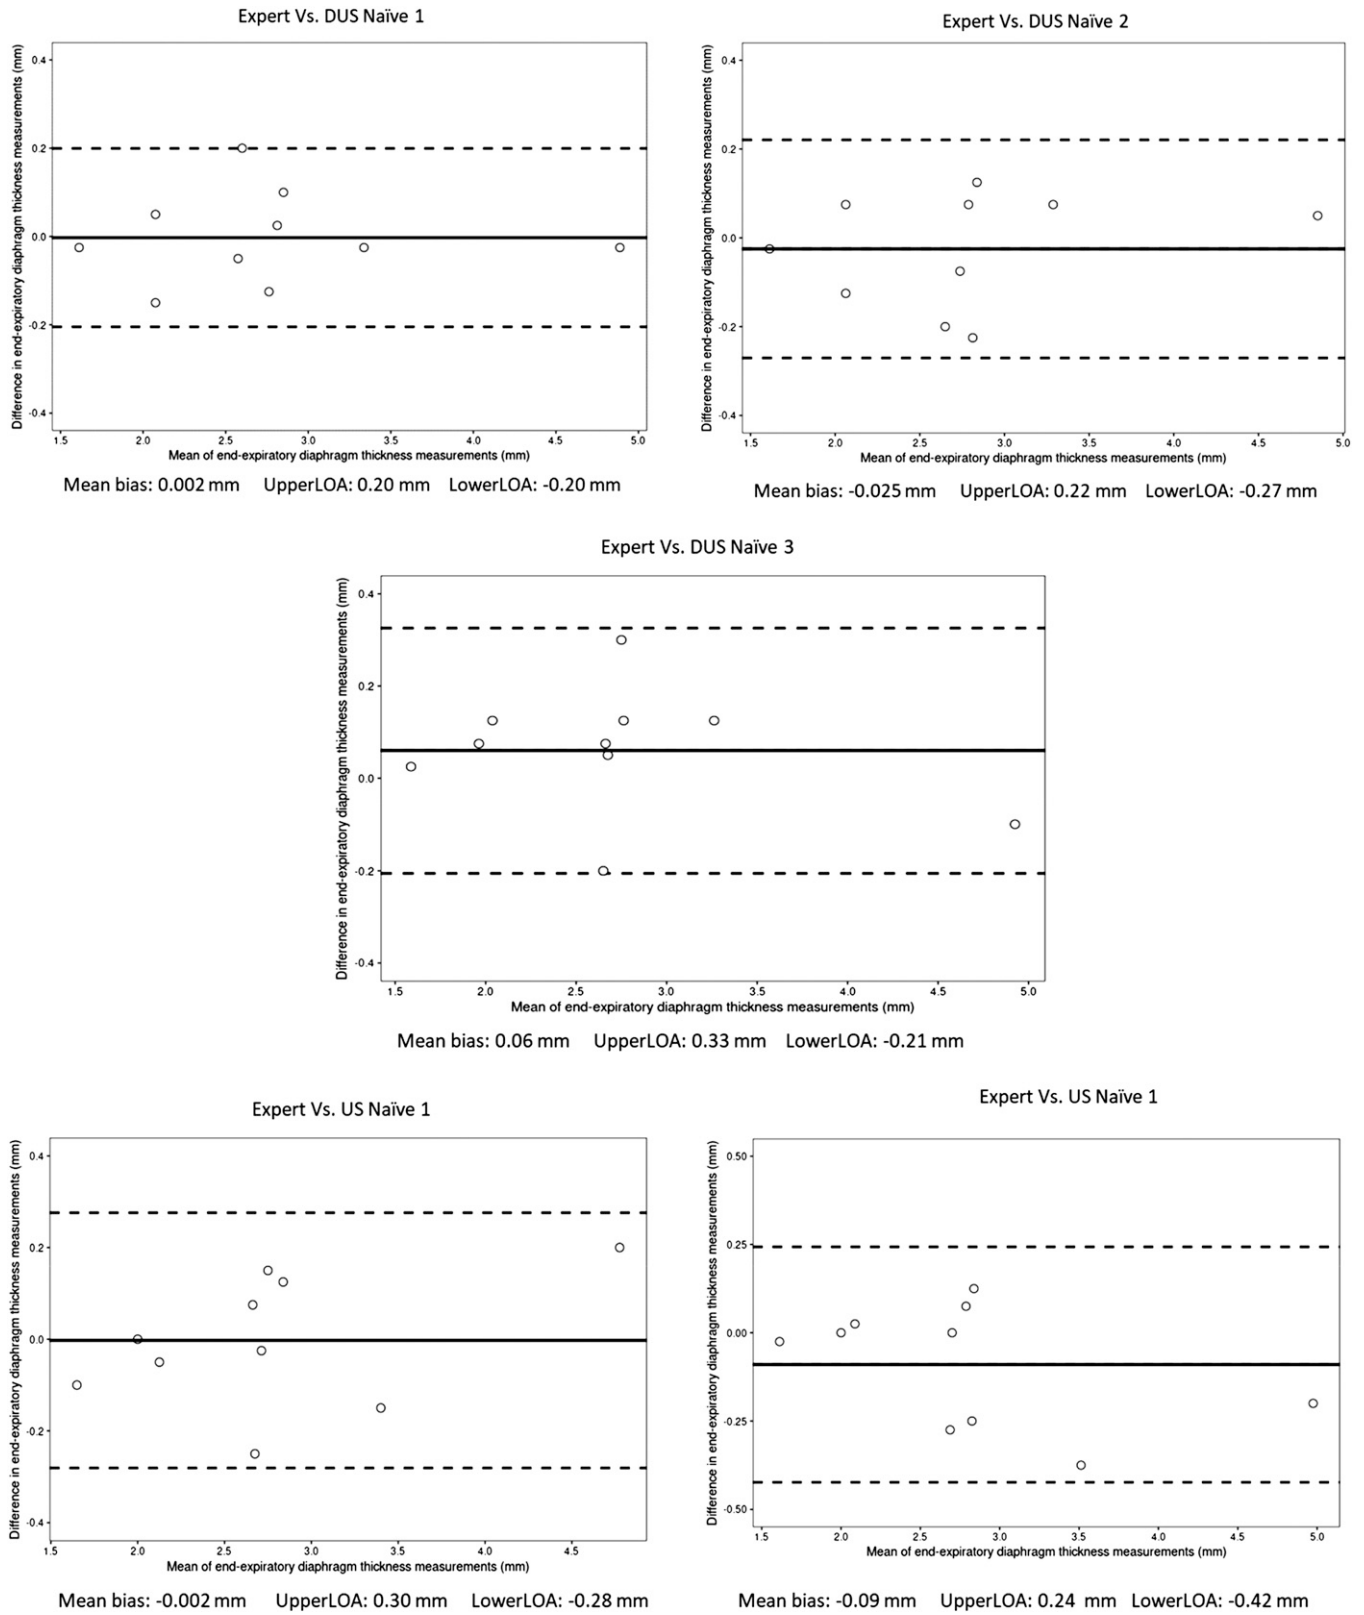 Expert Vs. DUS Naïve 1
Difference in end-expiratory diaphragm thickness measurements (mm)
0.4
0.2
0.0
-0.2
-0.4
1.5 2.0 2.5 3.0 3.5 4.0 4.5 5.0
Mean of end-expiratory diaphragm thickness measurements (mm)
Mean bias: 0.002 mm UpperLOA: 0.20 mm LowerLOA: -0.20 mm
Expert Vs. DUS Naïve 2
Difference in end-expiratory diaphragm thickness measurements (mm)
0.4
0.2
0.0
-0.2
-0.4
1.5 2.0 2.5 3.0 3.5 4.0 4.5 5.0
Mean of end-expiratory diaphragm thickness measurements (mm)
Mean bias: -0.025 mm UpperLOA: 0.22 mm LowerLOA: -0.27 mm
Expert Vs. DUS Naïve 3
Difference in end-expiratory diaphragm thickness measurements (mm)
0.4
0.2
0.0
-0.2
-0.4
1.5 2.0 2.5 3.0 3.5 4.0 4.5 5.0
Mean of end-expiratory diaphragm thickness measurements (mm)
Mean bias: 0.06 mm UpperLOA: 0.33 mm LowerLOA: -0.21 mm
Expert Vs. US Naïve 1
Difference in end-expiratory diaphragm thickness measurements (mm)
0.4
0.2
0.0
-0.2
-0.4
1.5 2.0 2.5 3.0 3.5 4.0 4.5
Mean of end-expiratory diaphragm thickness measurements (mm)
Mean bias: -0.002 mm UpperLOA: 0.30 mm LowerLOA: -0.28 mm
Expert Vs. US Naïve 1
Difference in end-expiratory diaphragm thickness measurements (mm)
0.50
0.25
0.00
-0.25
-0.50
1.5 2.0 2.5 3.0 3.5 4.0 4.5 5.0
Mean of end-expiratory diaphragm thickness measurements (mm)
Mean bias: -0.09 mm UpperLOA: 0.24 mm LowerLOA: -0.42 mm